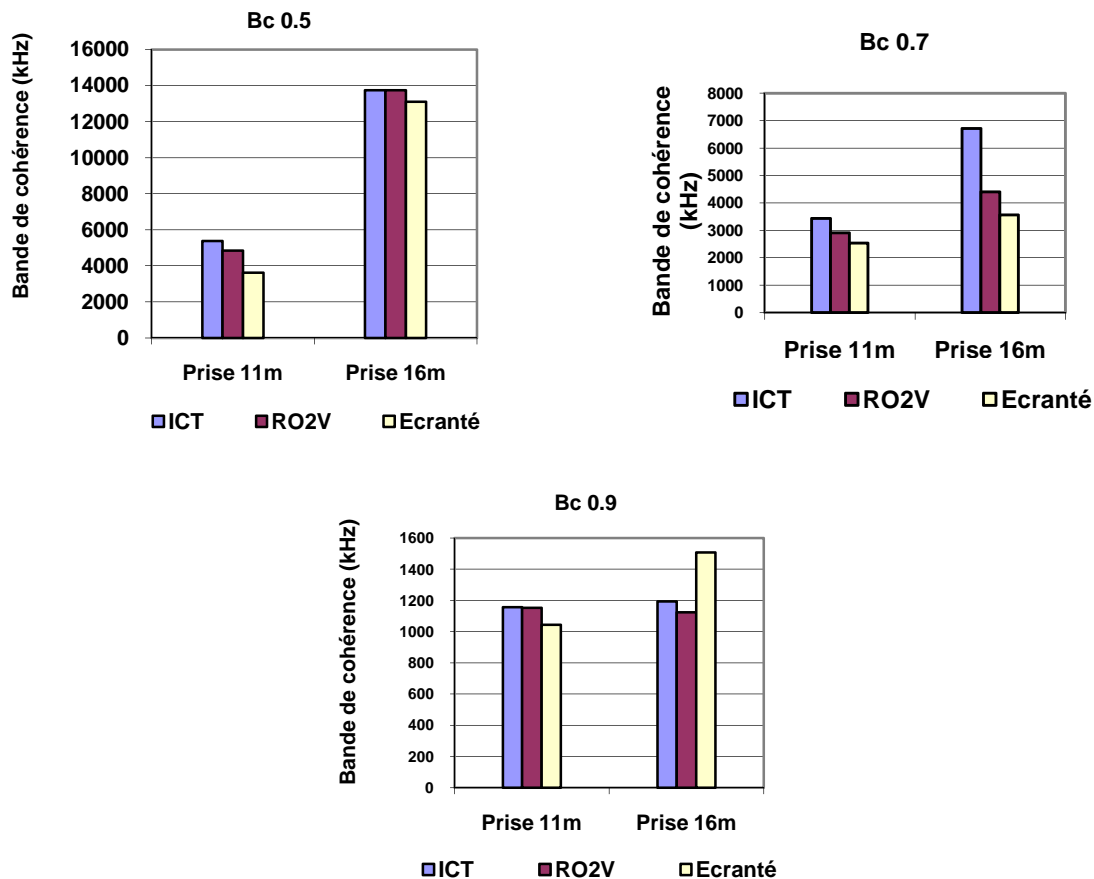 Bc 0.5
Bande de cohérence (kHz)
16000
14000
12000
10000
8000
6000
4000
2000
0
Prise 11m Prise 16m
ICT RO2V Ecranté
Bc 0.7
Bande de cohérence
(kHz)
8000
7000
6000
5000
4000
3000
2000
1000
0
Prise 11m Prise 16m
ICT RO2V Ecranté
Bc 0.9
Bande de cohérence (kHz)
1600
1400
1200
1000
800
600
400
200
0
Prise 11m Prise 16m
ICT RO2V Ecranté